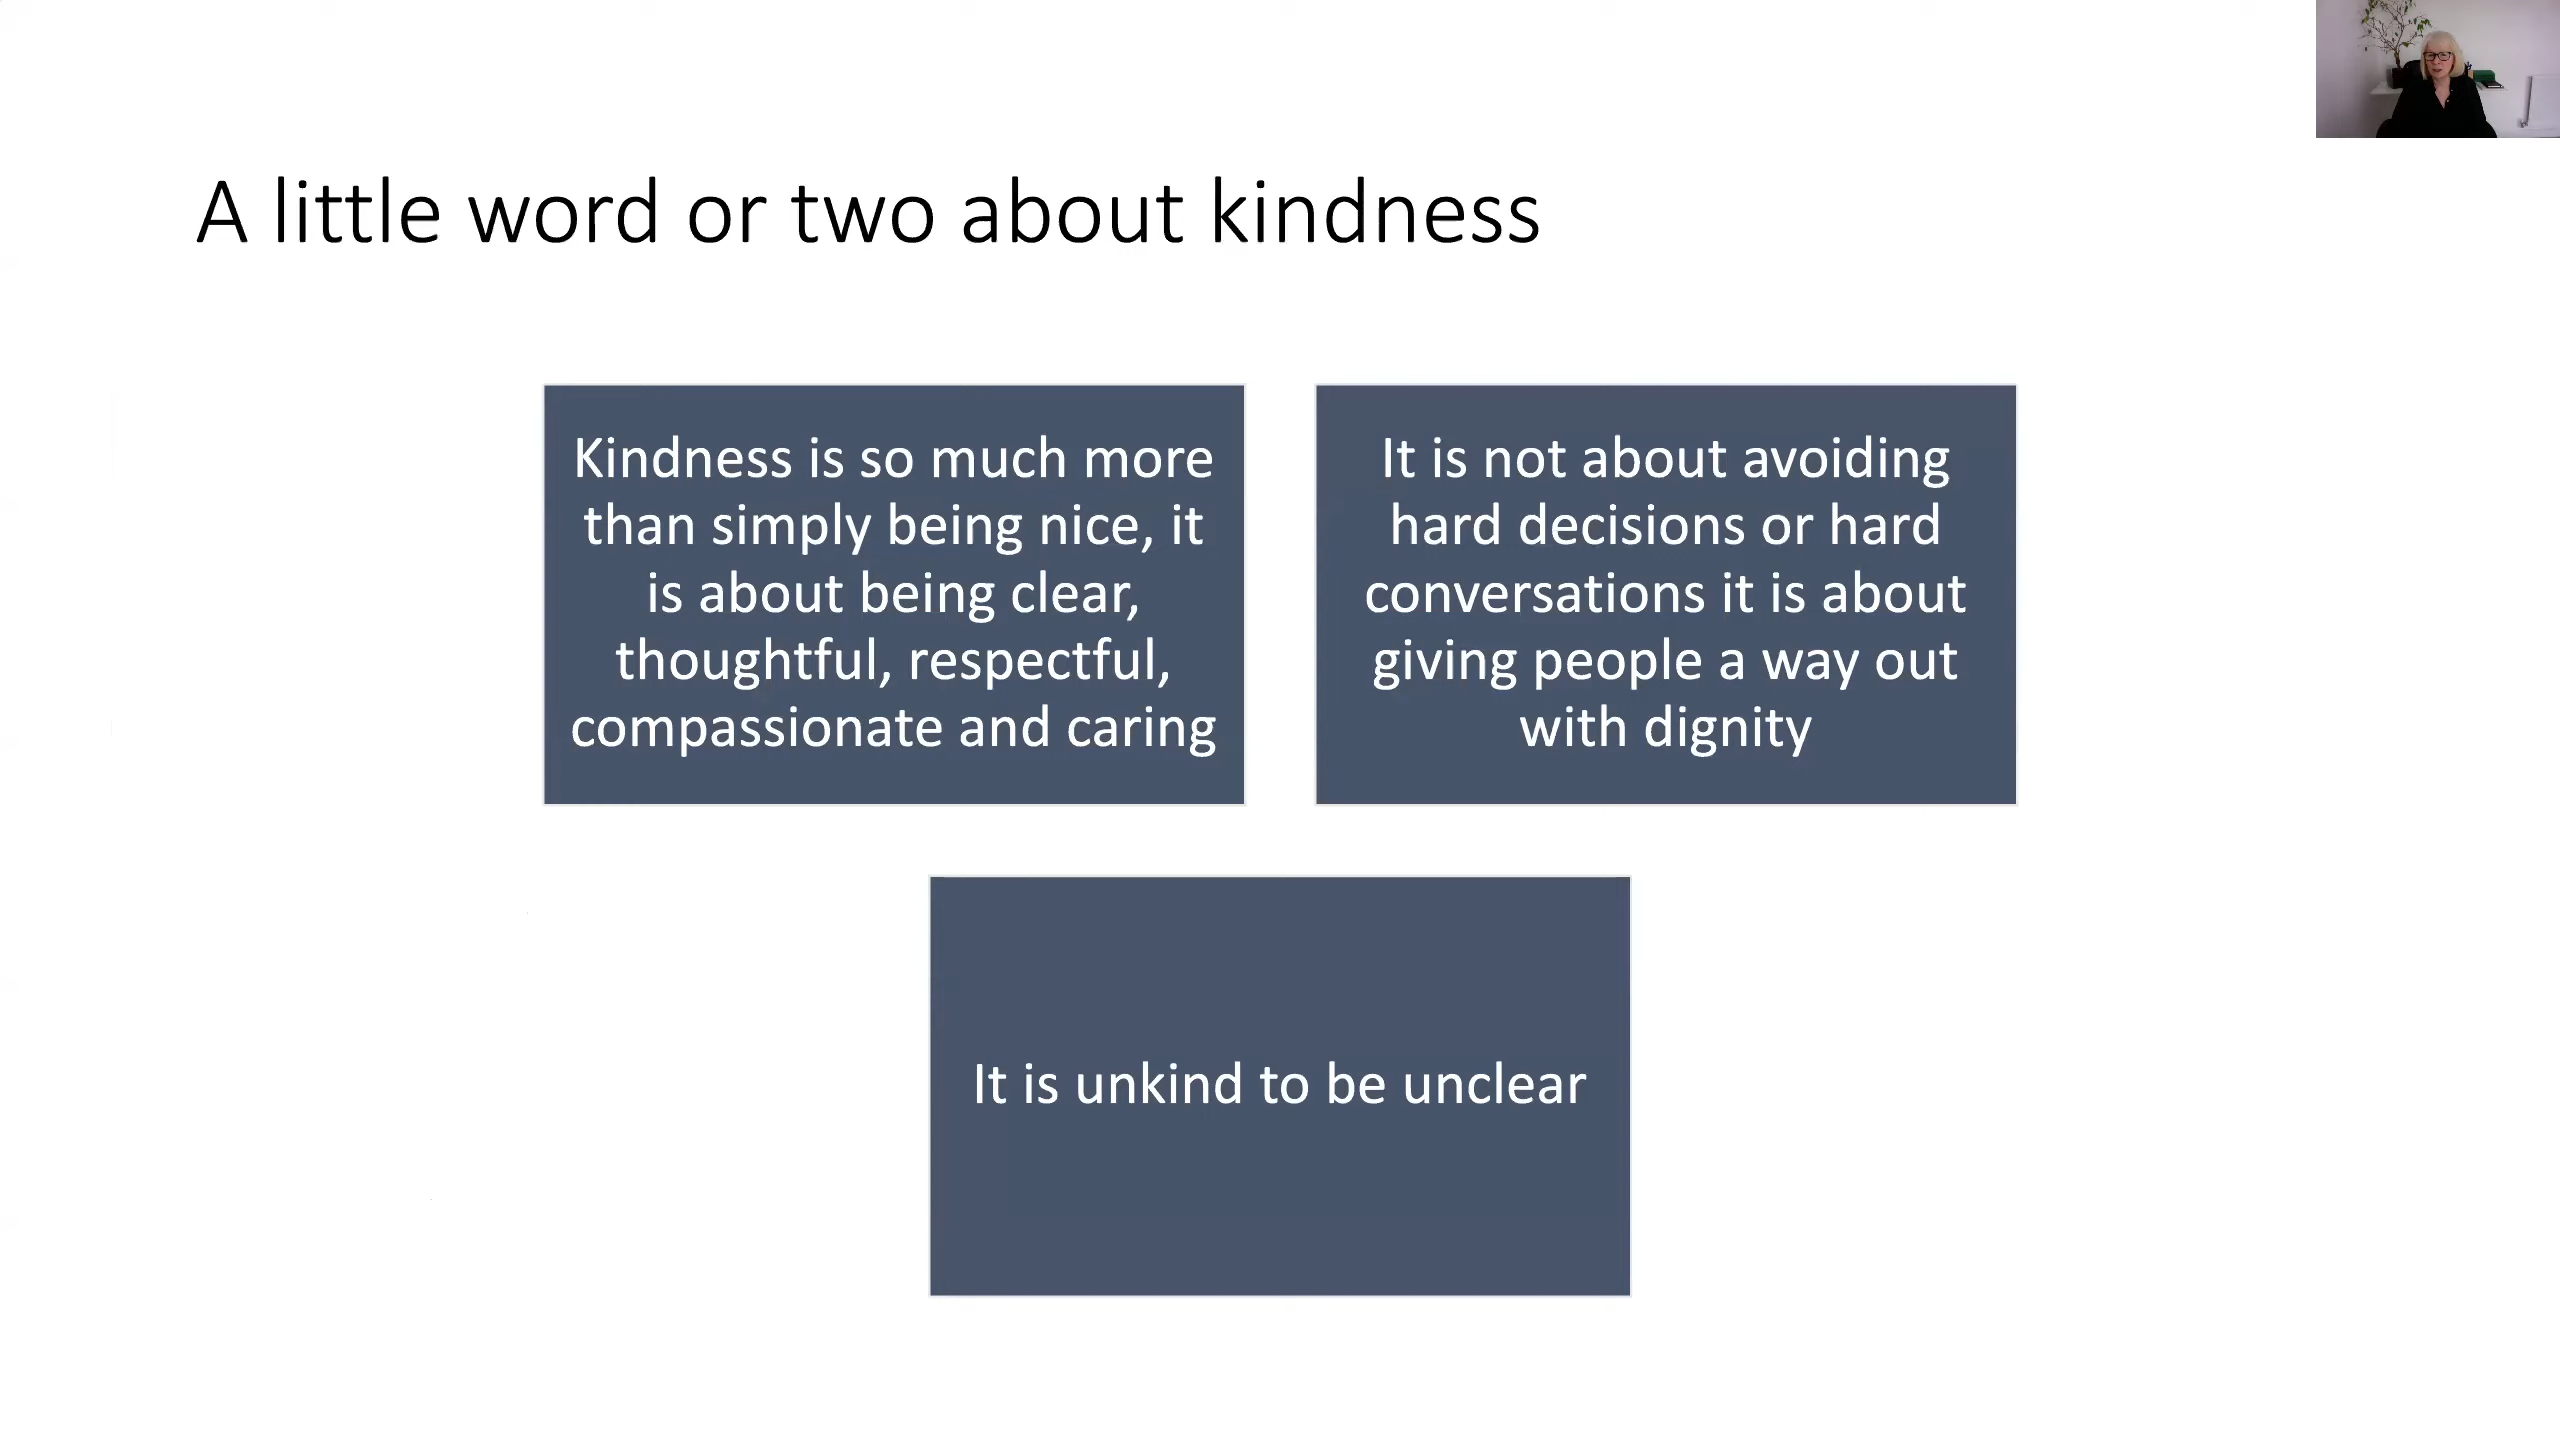 A little word or two about kindness
Kindness is so much more
than simply being nice, it
is about being clear,
thoughtful, respectful,
compassionate and caring
It is not about avoiding
hard decisions or hard
conversations it is about
giving people a way out
with dignity
It is unkind to be unclear